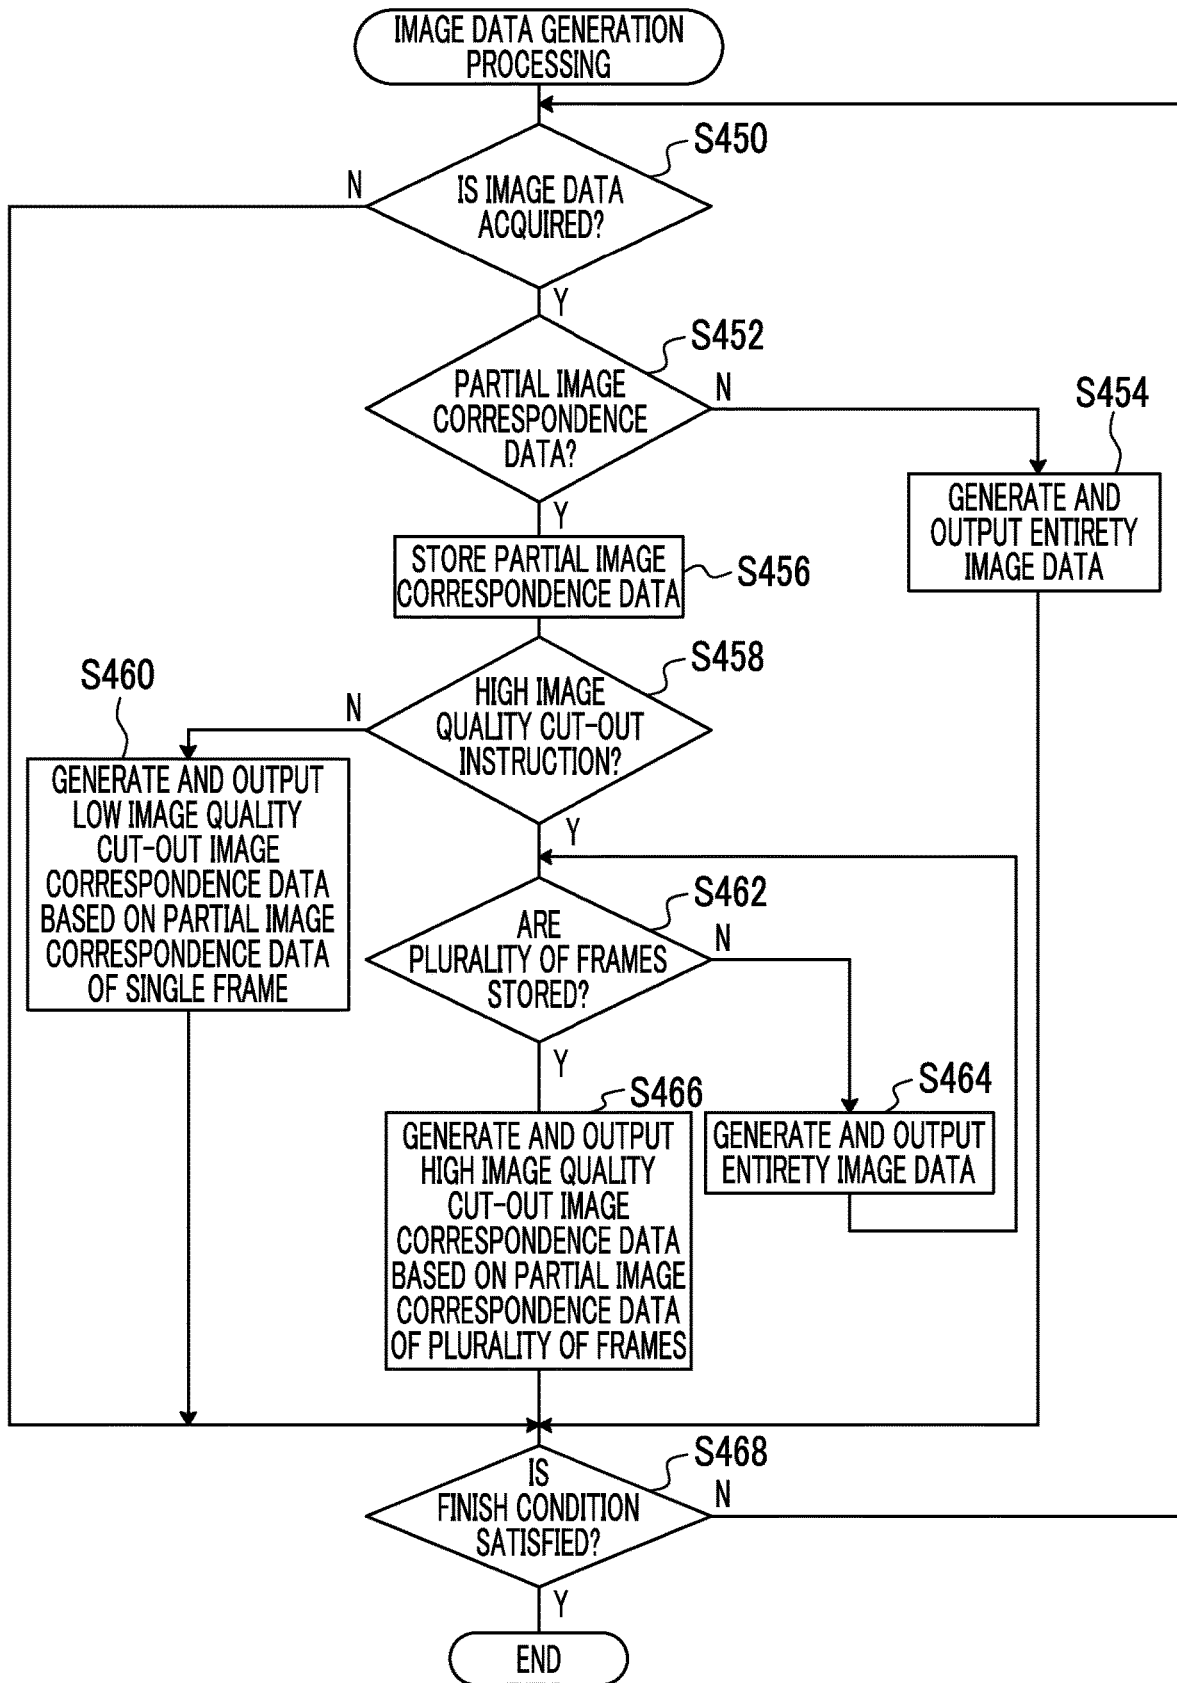 IMAGE DATA GENERATION
PROCESSING
S450
N
IS IMAGE DATA
ACQUIRED?
Y
S452
PARTIAL IMAGE
CORRESPONDENCE
DATA?
N
S454
GENERATE AND
OUTPUT ENTIRETY
IMAGE DATA
Y
STORE PARTIAL IMAGE
CORRESPONDENCE DATA
S456
S458
HIGH IMAGE
QUALITY CUT-OUT
INSTRUCTION?
N
S460
GENERATE AND OUTPUT
LOW IMAGE QUALITY
CUT-OUT IMAGE
CORRESPONDENCE DATA
BASED ON PARTIAL IMAGE
CORRESPONDENCE DATA
OF SINGLE FRAME
Y
S462
ARE
PLURALITY OF FRAMES
STORED?
N
Y
S464
GENERATE AND OUTPUT
ENTIRETY IMAGE DATA
S466
GENERATE AND OUTPUT
HIGH IMAGE QUALITY
CUT-OUT IMAGE
CORRESPONDENCE DATA
BASED ON PARTIAL IMAGE
CORRESPONDENCE DATA
OF PLURALITY OF FRAMES
S468
IS
FINISH CONDITION
SATISFIED?
N
Y
END